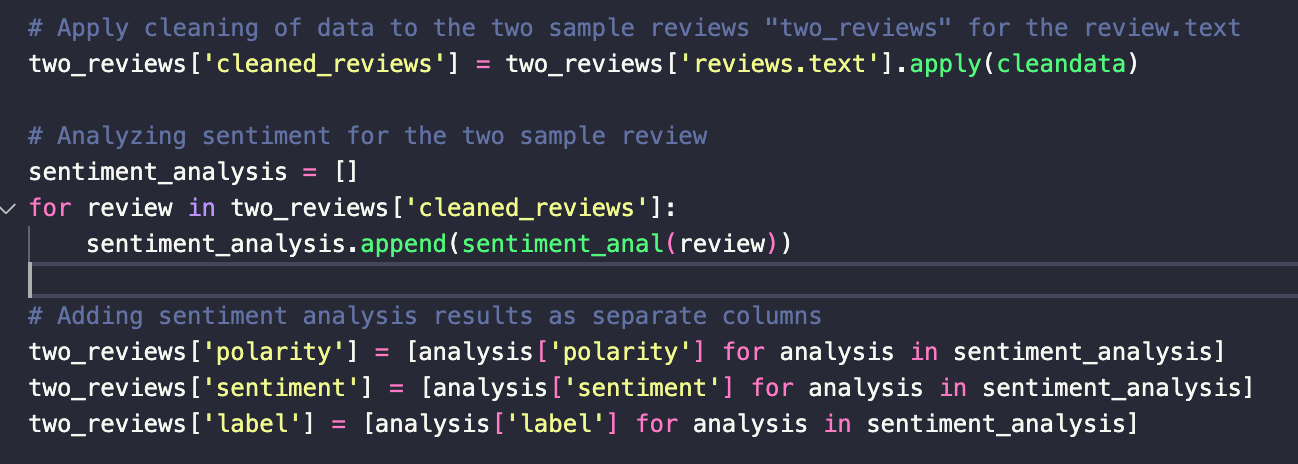 # Apply cleaning of data to the two sample reviews "two_reviews" for the review.text
two_reviews['cleaned_reviews'] = two_reviews['reviews.text'].apply(cleandata)
# Analyzing sentiment for the two sample review
sentiment_analysis = []
for review in two_reviews['cleaned_reviews']:
    sentiment_analysis.append(sentiment_anal(review))
# Adding sentiment analysis results as separate columns
two_reviews['polarity'] = [analysis['polarity'] for analysis in sentiment_analysis]
two_reviews['sentiment'] = [analysis['sentiment'] for analysis in sentiment_analysis]
two_reviews['label'] = [analysis['label'] for analysis in sentiment_analysis]